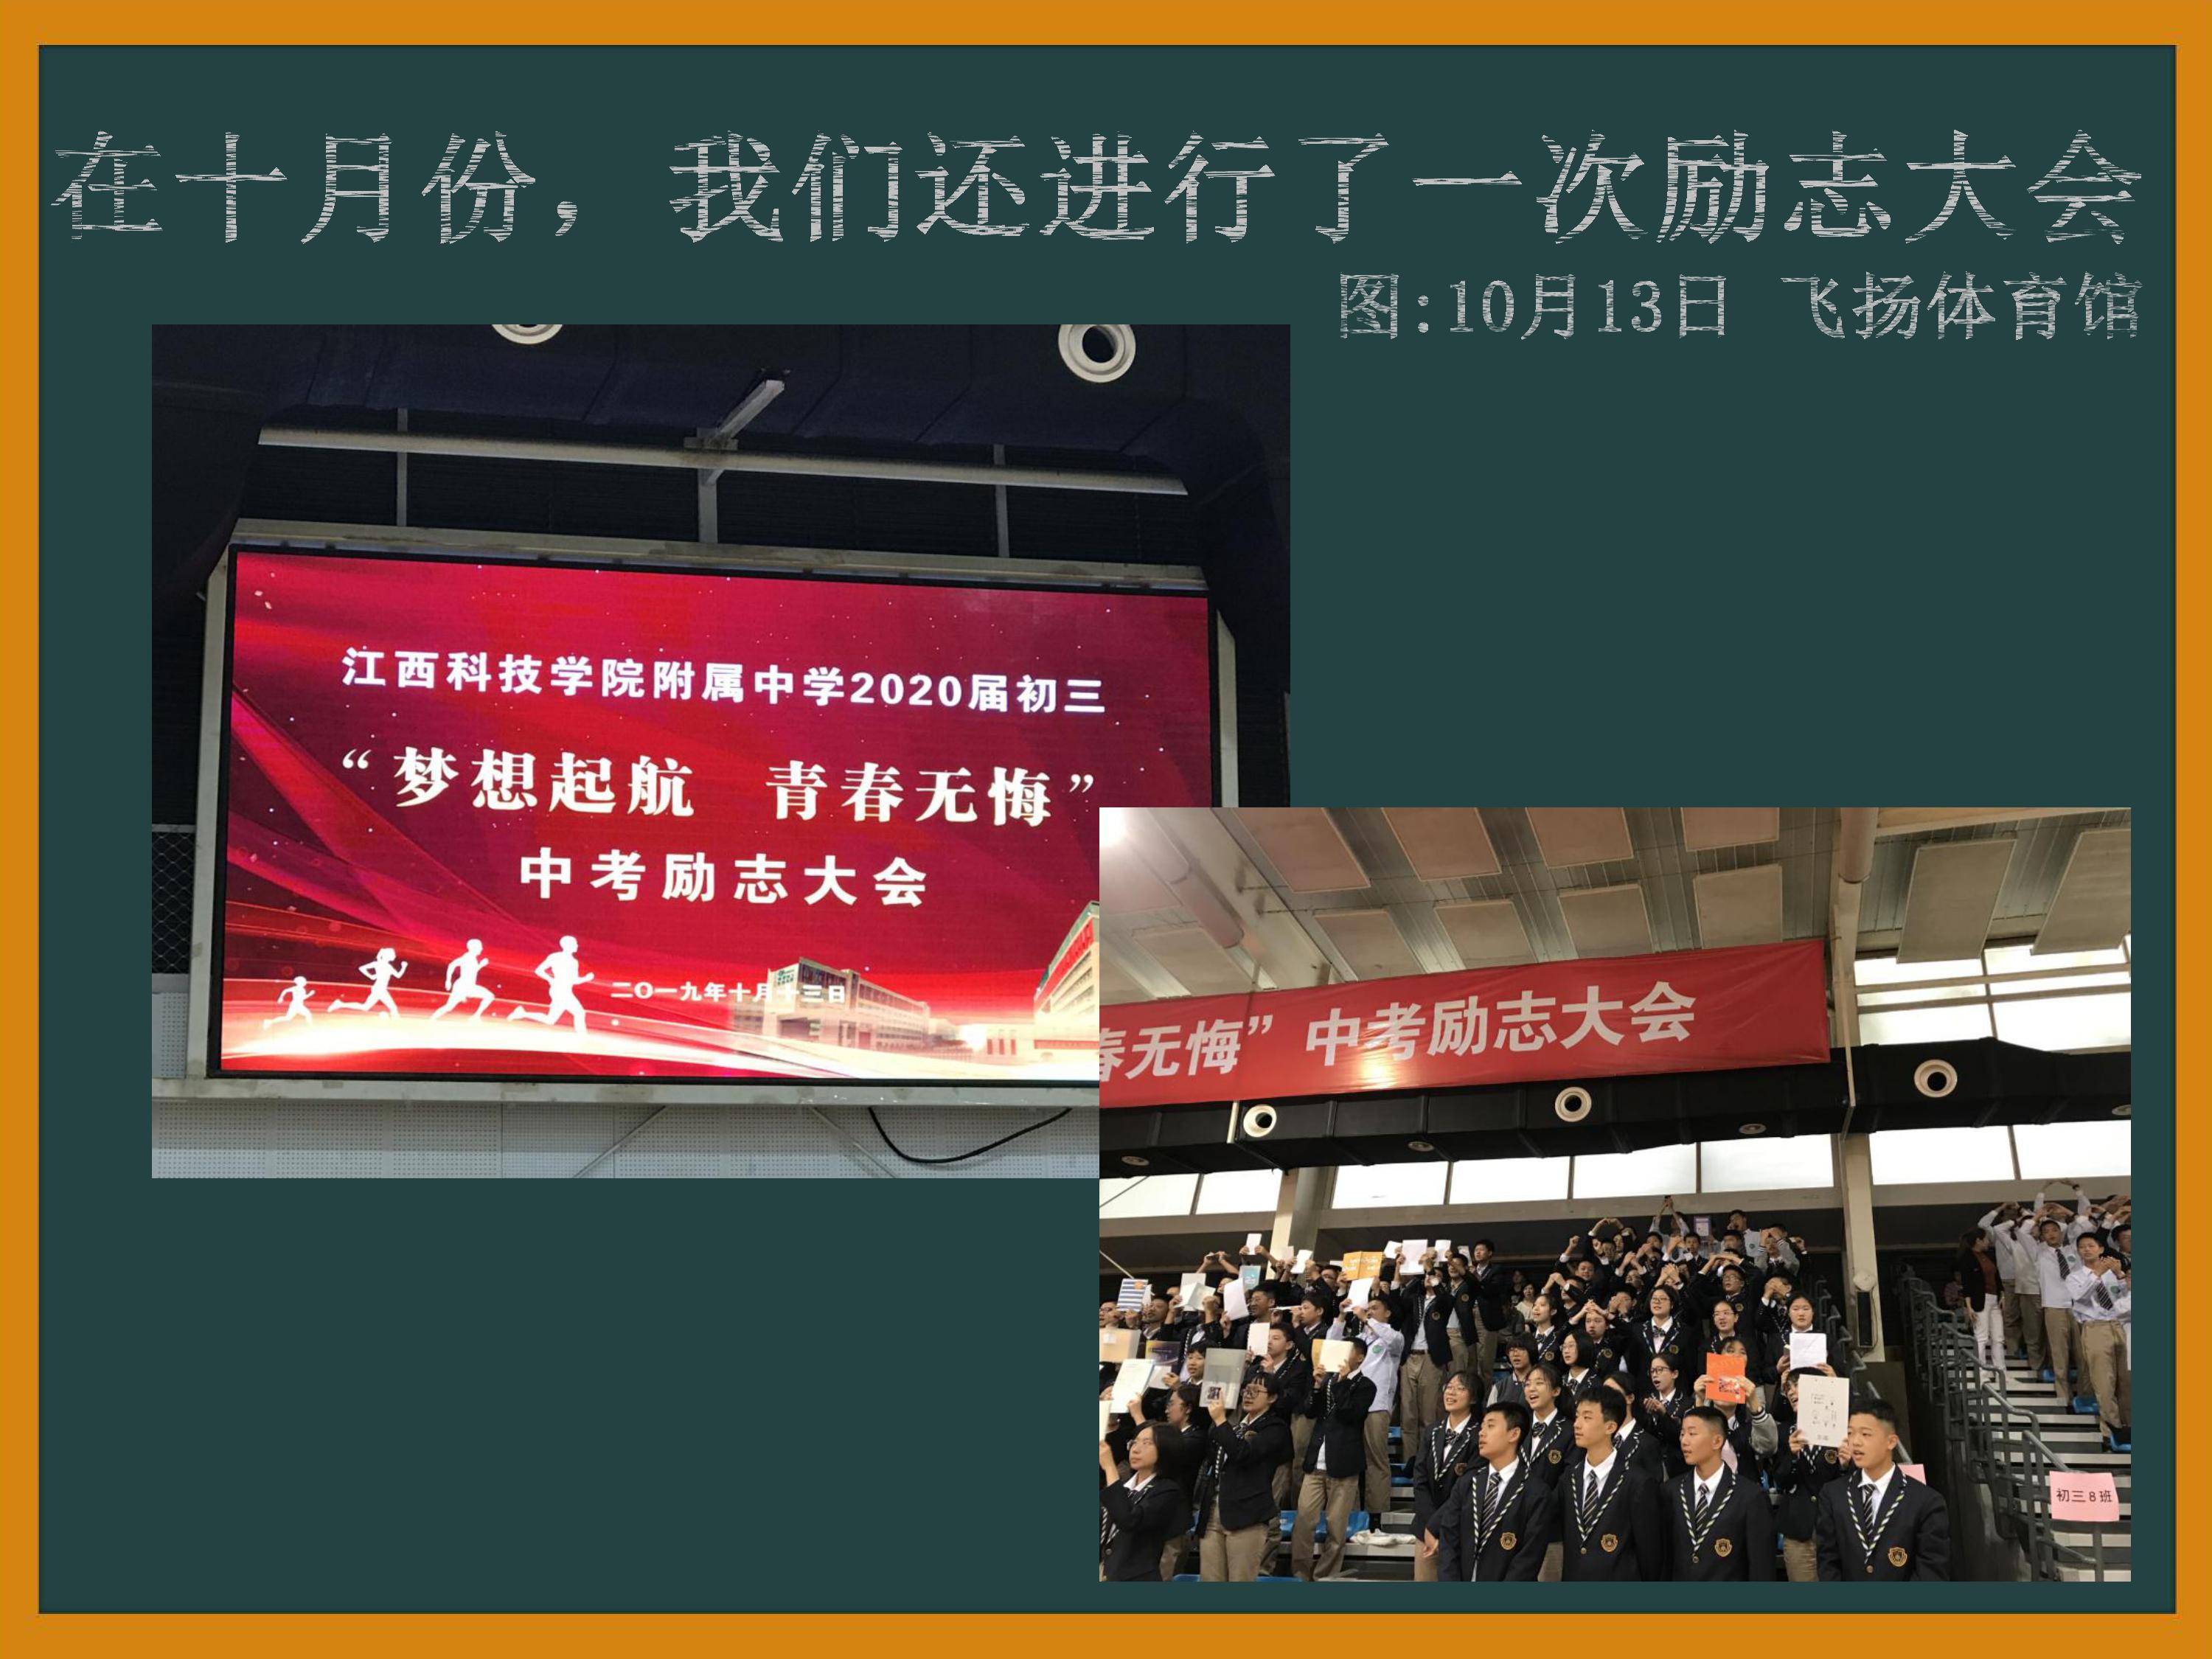 在十月份，我们还进行了一次励志大会
图:10月13日 飞扬体育馆
江西科技学院附属中学2020届初三
“梦想起航 青春无悔”
中考励志大会
二〇一九年十月十三日
春无悔”中考励志大会
初三8班